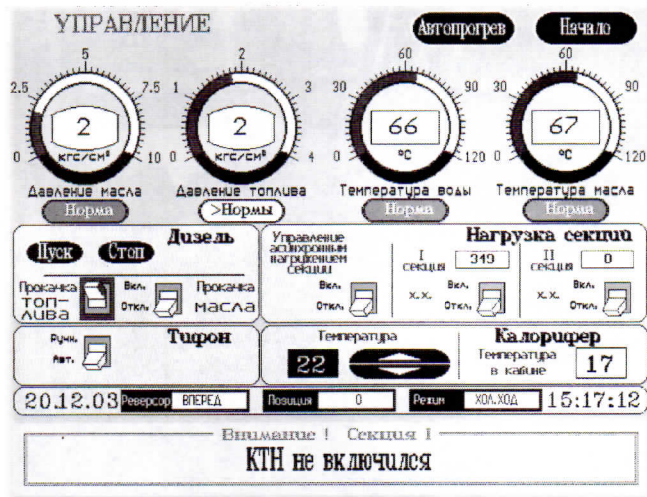 УПРАВЛЕНИЕ
Автопрогрев
Начало
0
2.5
5
7.5
10
2
кгс/см²
Давление масла
Норма
0
1
2
3
4
2
кгс/см²
Давление топлива
>Нормы
0
30
60
90
120
66
°C
Температура воды
Норма
0
30
60
90
120
67
°C
Температура масла
Норма
Дизель
Пуск
Стоп
Прокачка
топ-
лива
Вкл.
Откл.
Прокачка
масла
Нагрузка секции
Управление
асинхронным
нагружением
секции
Вкл.
Откл.
I
секция
319
х.х.
Вкл.
Откл.
II
секция
0
х.х.
Вкл.
Откл.
Тифон
Ручн.
Авт.
Калорифер
Температура
22
Температура
в кабине
17
20.12.03 Реверсор ВПЕРЕД Позиция 0 Режим ХОЛ.ХОД 15:17:12
Внимание ! Секция 1
КТН не включился